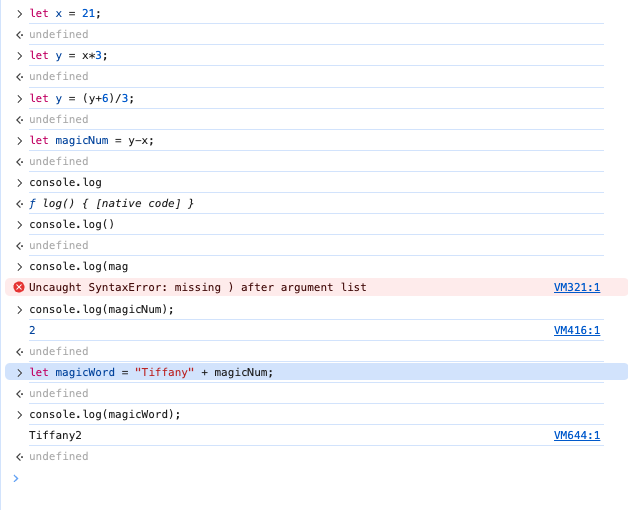 > let x = 21;
<· undefined
> let y = x*3;
<· undefined
> let y = (y+6)/3;
<· undefined
> let magicNum = y-x;
<· undefined
> console.log
<· ƒ log() { [native code] }
> console.log()
<· undefined
> console.log(mag
Uncaught SyntaxError: missing ) after argument list VM321:1
> console.log(magicNum);
2 VM416:1
<· undefined
> let magicWord = "Tiffany" + magicNum;
<· undefined
> console.log(magicWord);
Tiffany2 VM644:1
<· undefined
>